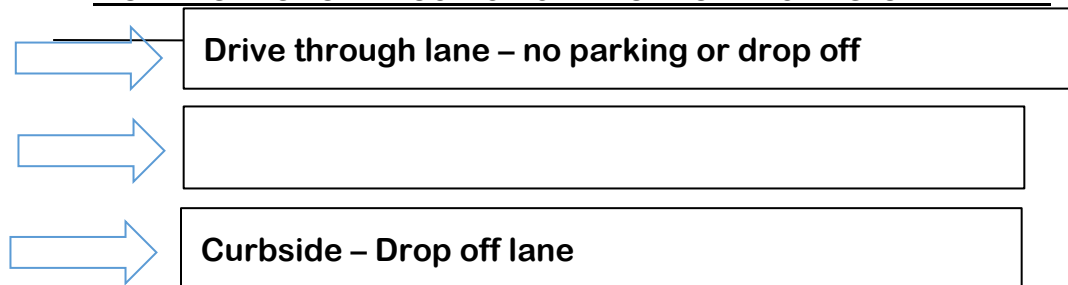 Drive through lane – no parking or drop off
Curbside – Drop off lane